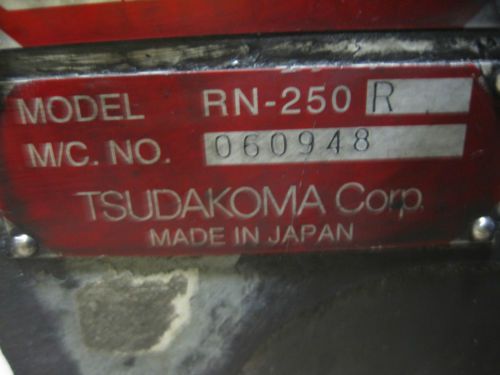 MODEL RN-250 R
M/C. NO. 060948
TSUDAKOMA Corp.
MADE IN JAPAN